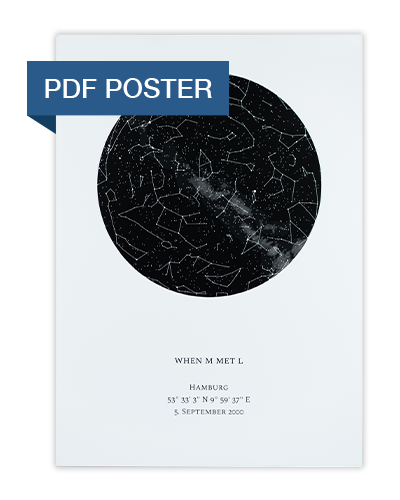 PDF POSTER
WHEN M MET L
HAMBURG
53° 33' 3" N 9° 59' 37" E
5. SEPTEMBER 2000